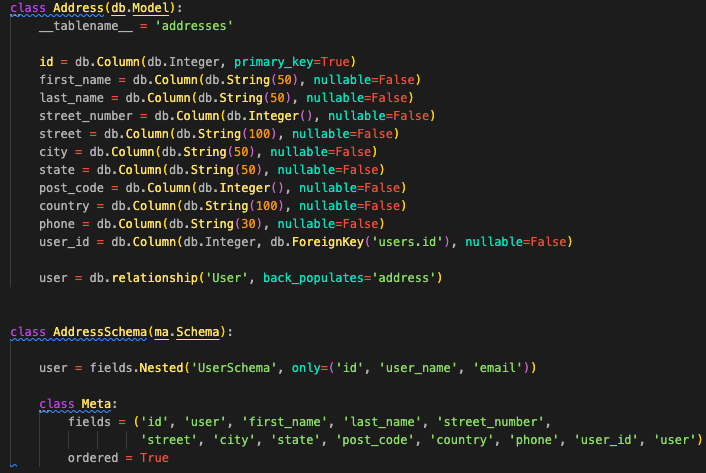 class Address(db.Model):
    __tablename__ = 'addresses'

    id = db.Column(db.Integer, primary_key=True)
    first_name = db.Column(db.String(50), nullable=False)
    last_name = db.Column(db.String(50), nullable=False)
    street_number = db.Column(db.Integer(), nullable=False)
    street = db.Column(db.String(100), nullable=False)
    city = db.Column(db.String(50), nullable=False)
    state = db.Column(db.String(50), nullable=False)
    post_code = db.Column(db.Integer(), nullable=False)
    country = db.Column(db.String(100), nullable=False)
    phone = db.Column(db.String(30), nullable=False)
    user_id = db.Column(db.Integer, db.ForeignKey('users.id'), nullable=False)

    user = db.relationship('User', back_populates='address')


class AddressSchema(ma.Schema):

    user = fields.Nested('UserSchema', only=('id', 'user_name', 'email'))

    class Meta:
        fields = ('id', 'user', 'first_name', 'last_name', 'street_number',
                  'street', 'city', 'state', 'post_code', 'country', 'phone', 'user_id', 'user')
        ordered = True